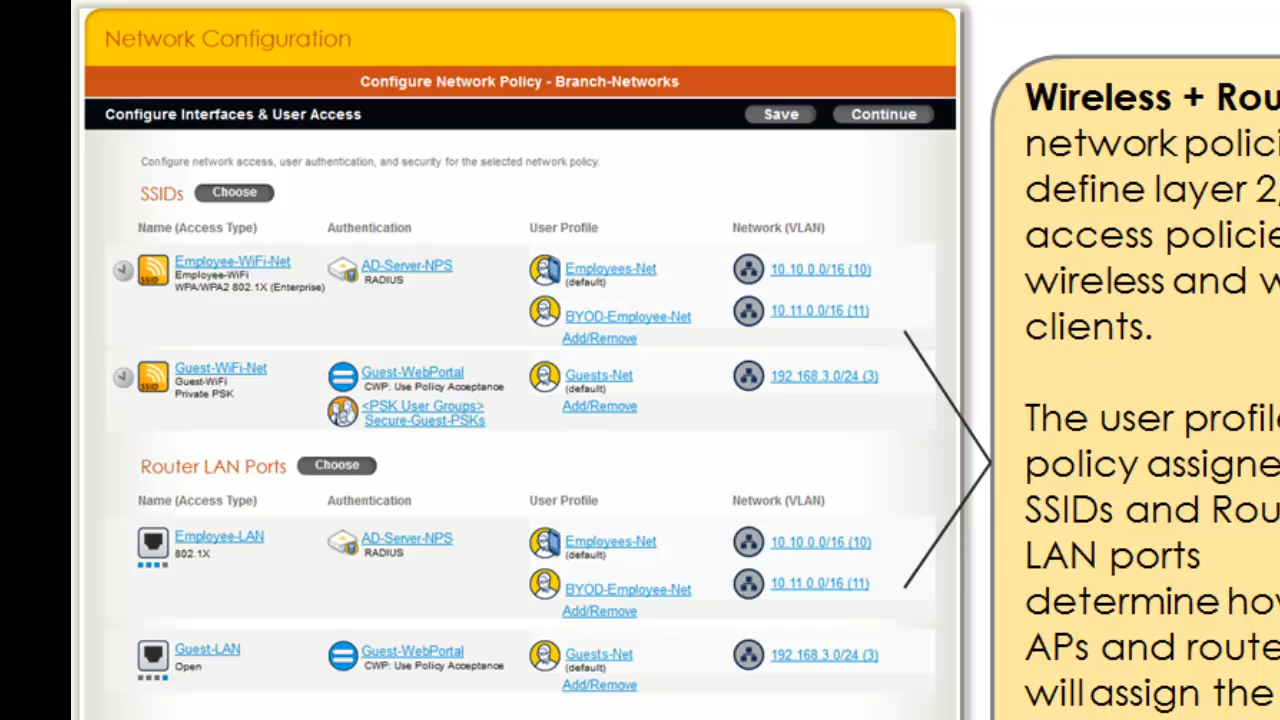 Network Configuration
Configure Network Policy - Branch-Networks
Configure Interfaces & User Access
Save
Continue
Configure network access, user authentication, and security for the selected network policy.
SSIDs
Choose
Name (Access Type)
Authentication
User Profile
Network (VLAN)
SSID
Employee-WiFi-Net
Employee-WiFi
WPA/WPA2 802.1X (Enterprise)
AD-Server-NPS
RADIUS
Employees-Net
(default)
10.10.0.0/16 (10)
BYOD-Employee-Net
10.11.0.0/16 (11)
Add/Remove
SSID
Guest-WiFi-Net
Guest-WiFi
Private PSK
Guest-WebPortal
CWP: Use Policy Acceptance
<PSK User Groups>
Secure-Guest-PSKs
Guests-Net
(default)
Add/Remove
192.168.3.0/24 (3)
Router LAN Ports
Choose
Name (Access Type)
Authentication
User Profile
Network (VLAN)
Employee-LAN
802.1X
AD-Server-NPS
RADIUS
Employees-Net
(default)
10.10.0.0/16 (10)
BYOD-Employee-Net
10.11.0.0/16 (11)
Add/Remove
Guest-LAN
Open
Guest-WebPortal
CWP: Use Policy Acceptance
Guests-Net
(default)
Add/Remove
192.168.3.0/24 (3)
Wireless + Rou
network polici
define layer 2,
access policie
wireless and w
clients.
The user profile
policy assigne
SSIDs and Rou
LAN ports
determine how
APs and route
will assign the